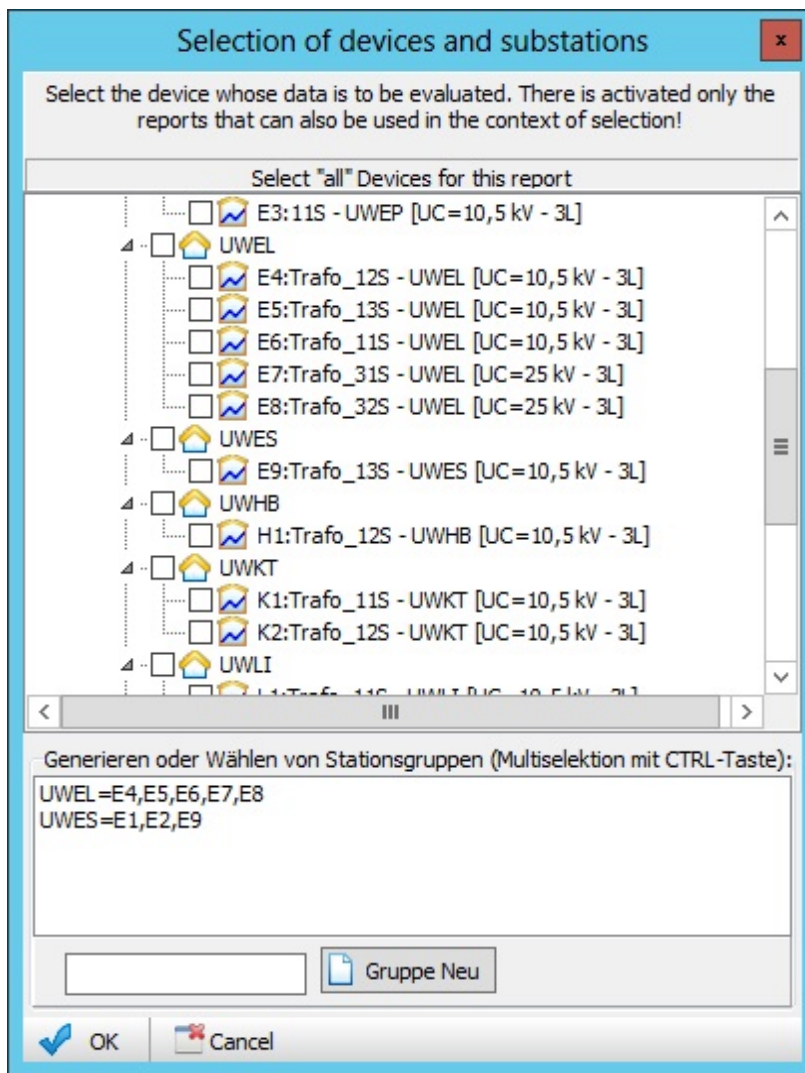 Selection of devices and substations
x
Select the device whose data is to be evaluated. There is activated only the
reports that can also be used in the context of selection!
Select "all" Devices for this report
E3:11S - UWEP [UC=10,5 kV - 3L]
UWEL
E4:Trafo_12S - UWEL [UC=10,5 kV - 3L]
E5:Trafo_13S - UWEL [UC=10,5 kV - 3L]
E6:Trafo_11S - UWEL [UC=10,5 kV - 3L]
E7:Trafo_31S - UWEL [UC=25 kV - 3L]
E8:Trafo_32S - UWEL [UC=25 kV - 3L]
UWES
E9:Trafo_13S - UWES [UC=10,5 kV - 3L]
UWHB
H1:Trafo_12S - UWHB [UC=10,5 kV - 3L]
UWKT
K1:Trafo_11S - UWKT [UC=10,5 kV - 3L]
K2:Trafo_12S - UWKT [UC=10,5 kV - 3L]
UWLI
Generieren oder Wählen von Stationsgruppen (Multiselektion mit CTRL-Taste):
UWEL=E4,E5,E6,E7,E8
UWES=E1,E2,E9
Gruppe Neu
OK Cancel